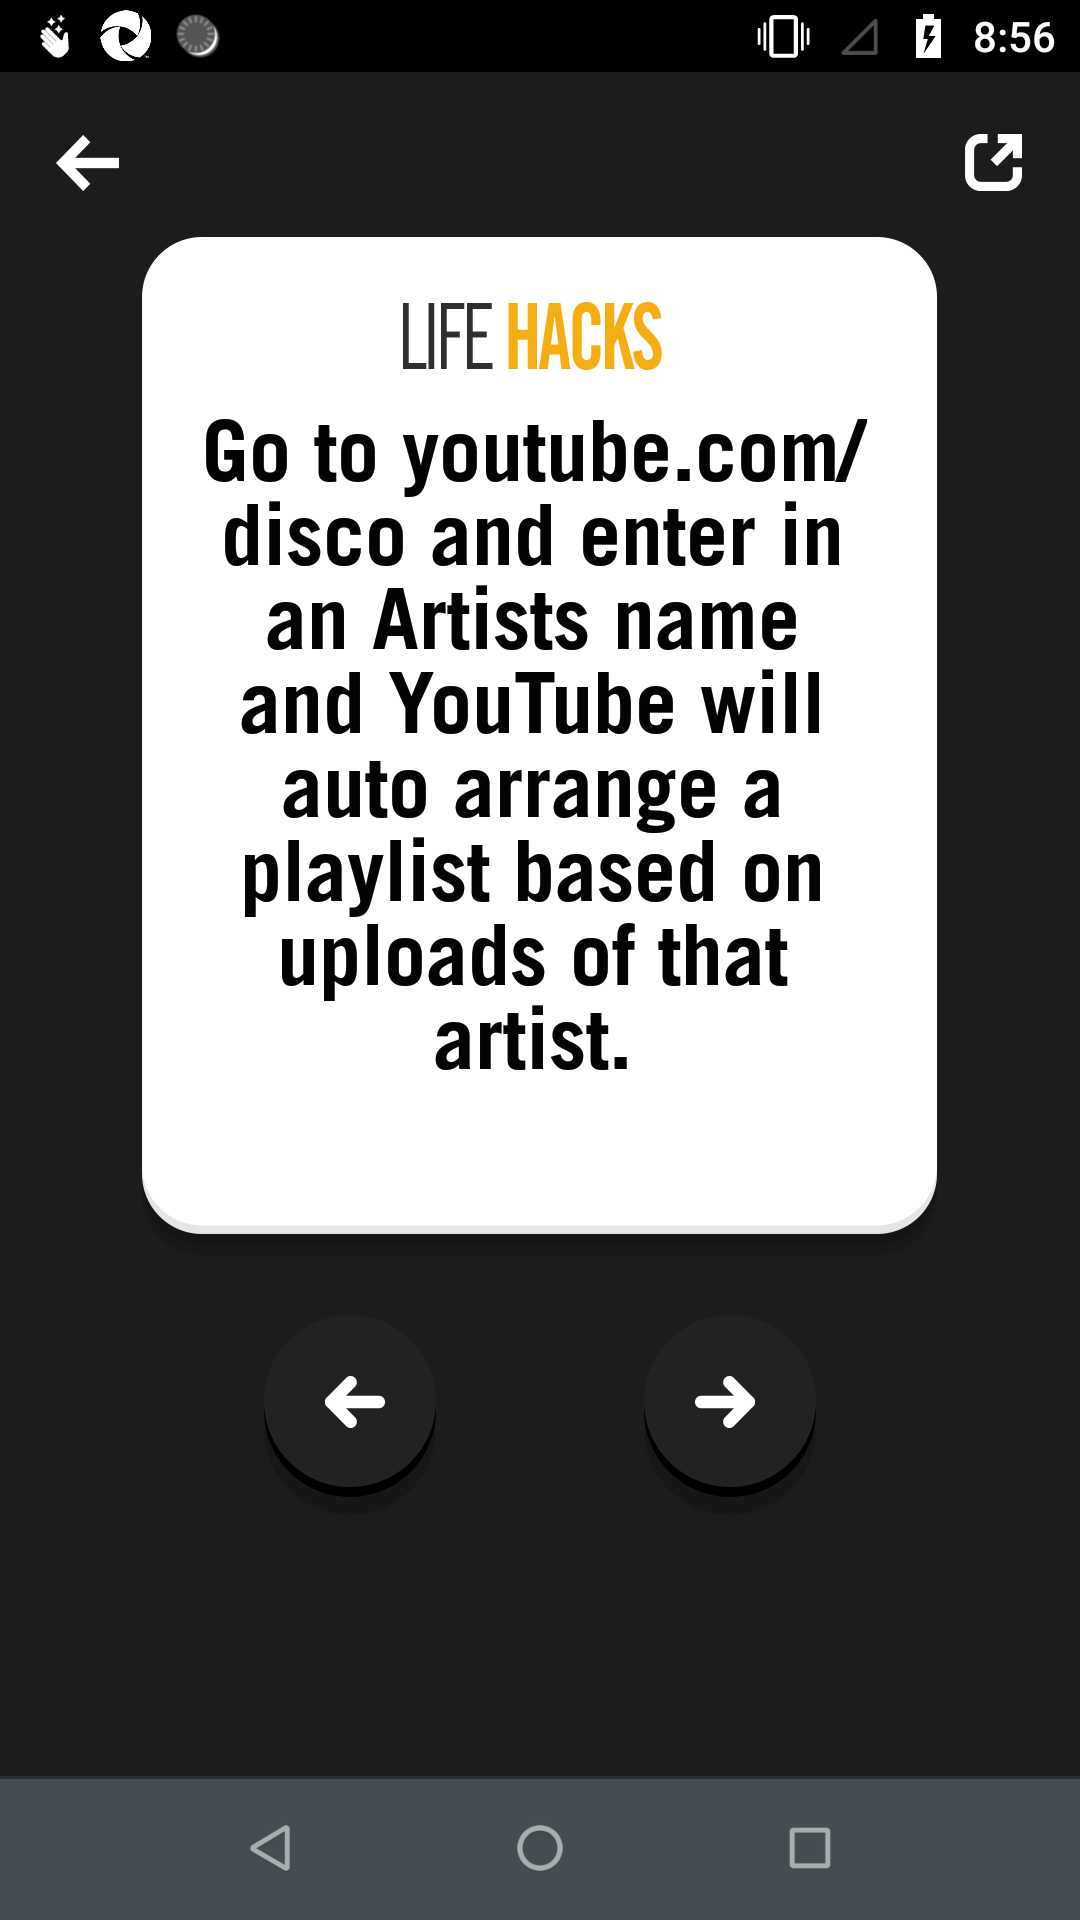 8:56
LIFE HACKS
Go to youtube.com/
disco and enter in
an Artists name
and YouTube will
auto arrange a
playlist based on
uploads of that
artist.